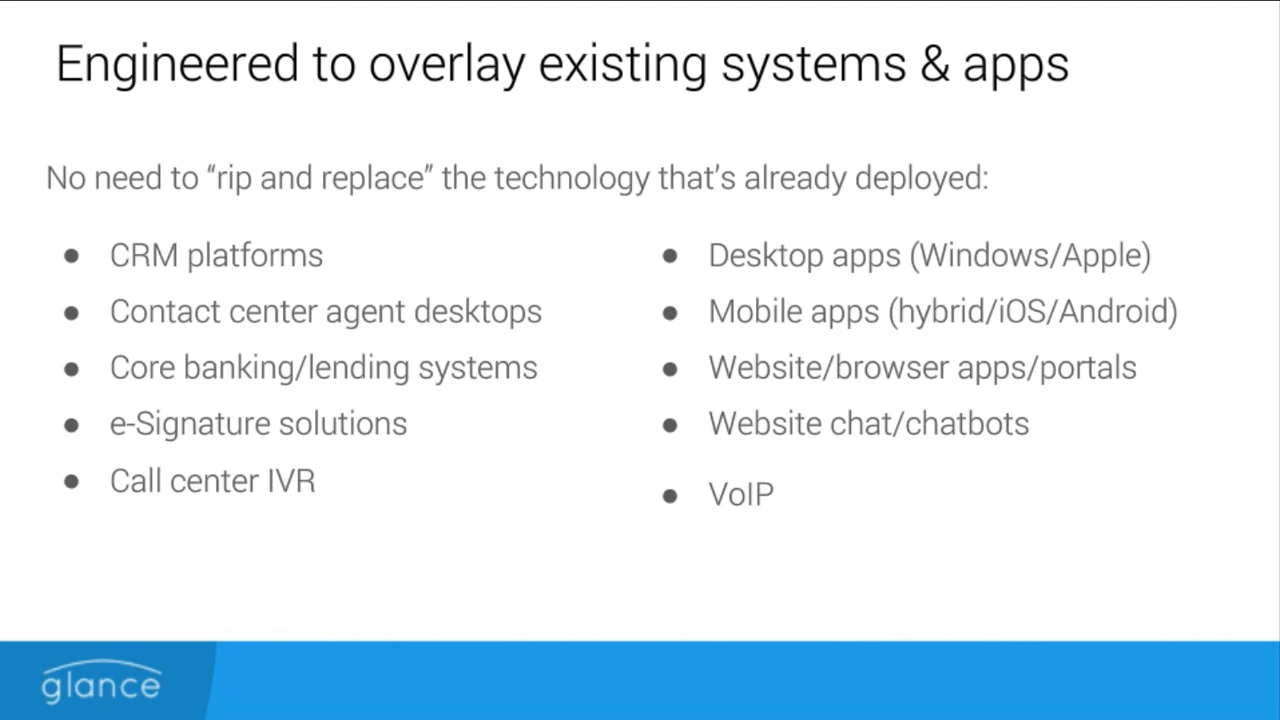 Engineered to overlay existing systems & apps
No need to “rip and replace” the technology that’s already deployed:
● CRM platforms
● Contact center agent desktops
● Core banking/lending systems
● e-Signature solutions
● Call center IVR
● Desktop apps (Windows/Apple)
● Mobile apps (hybrid/iOS/Android)
● Website/browser apps/portals
● Website chat/chatbots
● VoIP
glance